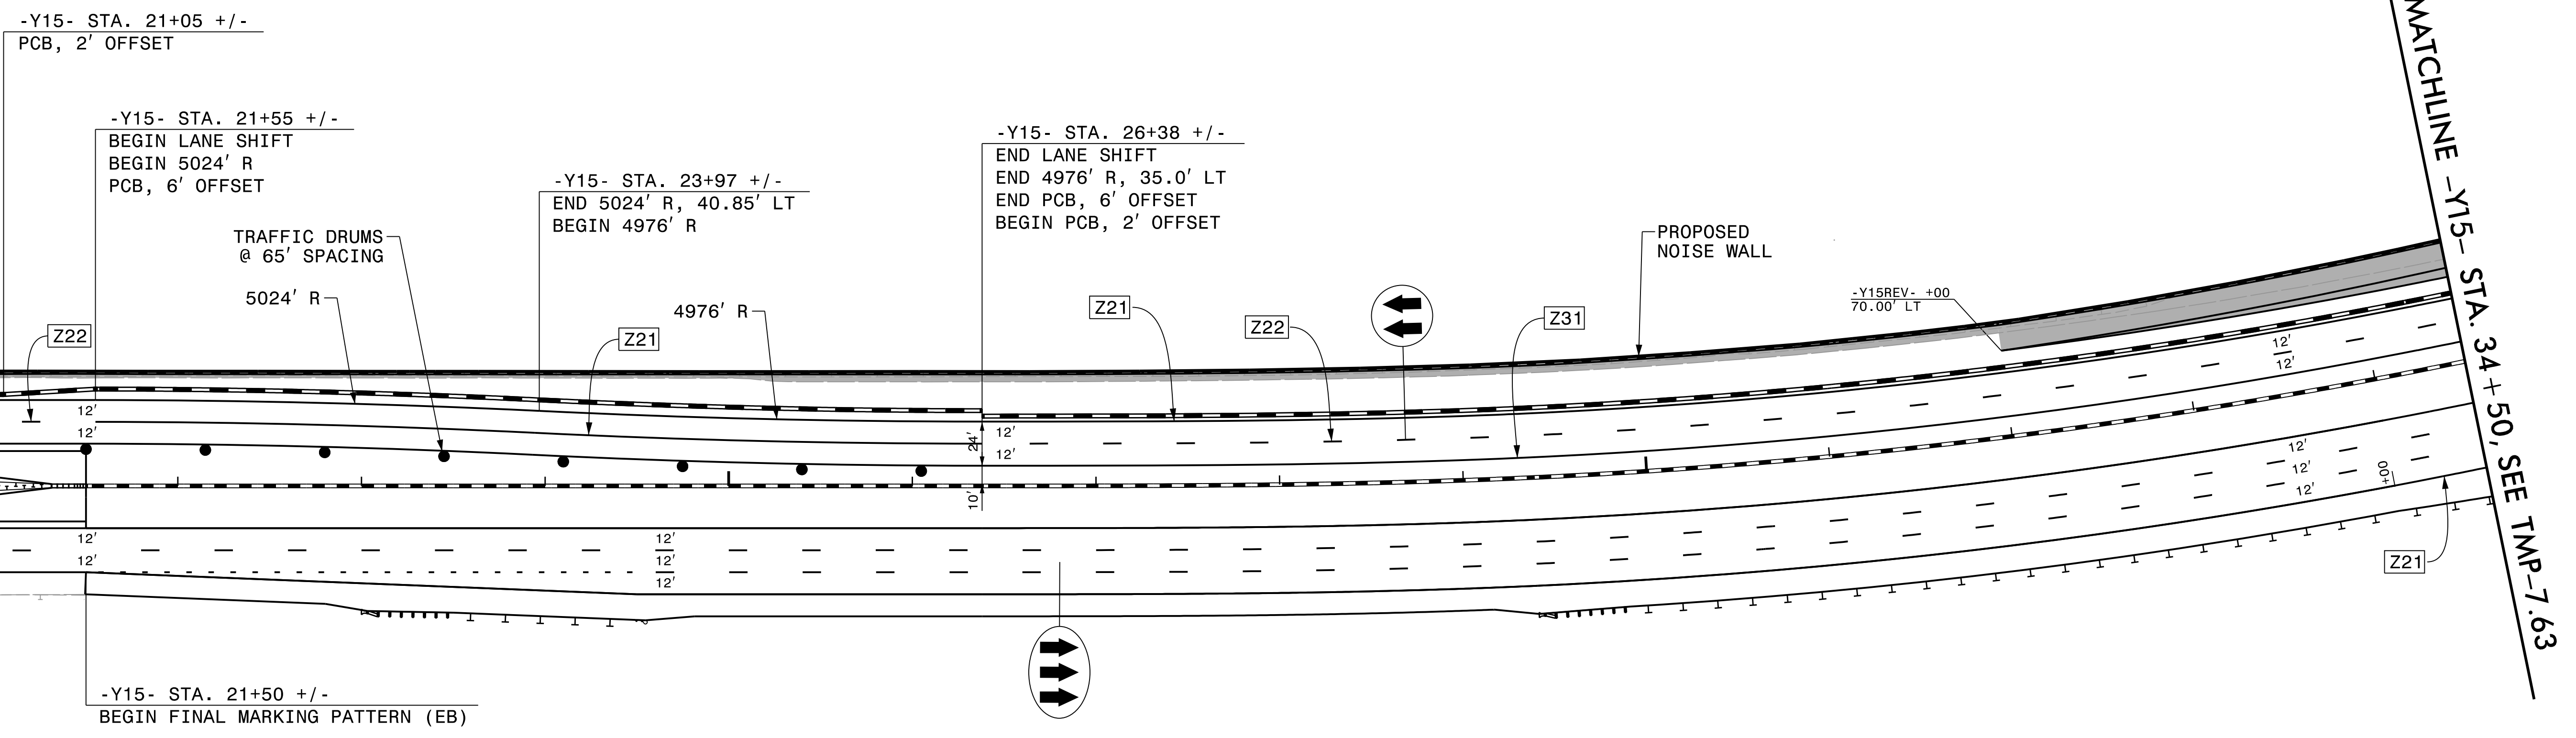 -Y15- STA. 21+05 +/-
PCB, 2' OFFSET
-Y15- STA. 21+55 +/-
BEGIN LANE SHIFT
BEGIN 5024' R
PCB, 6' OFFSET
-Y15- STA. 23+97 +/-
END 5024' R, 40.85' LT
BEGIN 4976' R
-Y15- STA. 26+38 +/-
END LANE SHIFT
END 4976' R, 35.0' LT
END PCB, 6' OFFSET
BEGIN PCB, 2' OFFSET
TRAFFIC DRUMS
@ 65' SPACING
5024' R
4976' R
PROPOSED
NOISE WALL
-Y15REV- +00
70.00' LT
Z22
Z21
Z21
Z22
Z31
12'
12'
12'
12'
24'
10'
12'
12'
12'
12'
12'
12'
12'
12'
12'
12'
+00
Z21
-Y15- STA. 21+50 +/-
BEGIN FINAL MARKING PATTERN (EB)
MATCHLINE -Y15- STA. 34+50, SEE TMP-7.63